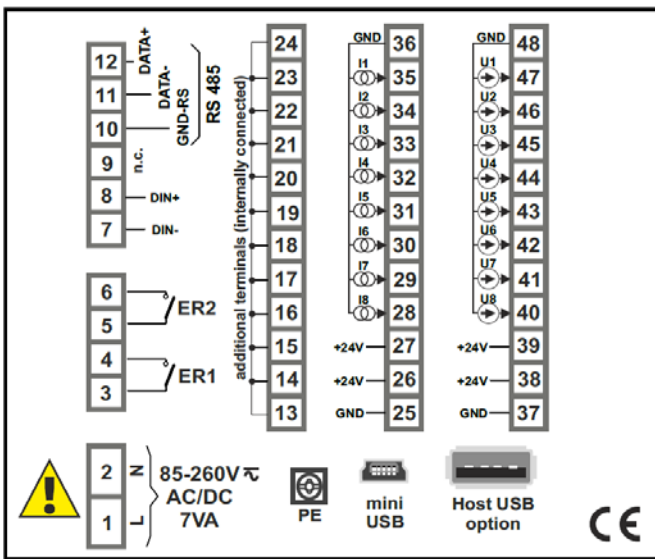 12 DATA+
11 DATA-
10 GND-RS
RS 485
9 n.c.
8 DIN+
7 DIN-
6
5
ER2
4
3
ER1
2 N
1 L
85-260V
AC/DC
7VA
additional terminals (internally connected)
24
23
22
21
20
19
18
17
16
15
14
13
GND 36
I1 35
I2 34
I3 33
I4 32
I5 31
I6 30
I7 29
I8 28
+24V 27
+24V 26
GND 25
GND 48
U1 47
U2 46
U3 45
U4 44
U5 43
U6 42
U7 41
U8 40
+24V 39
+24V 38
GND 37
PE
mini
USB
Host USB
option
CE